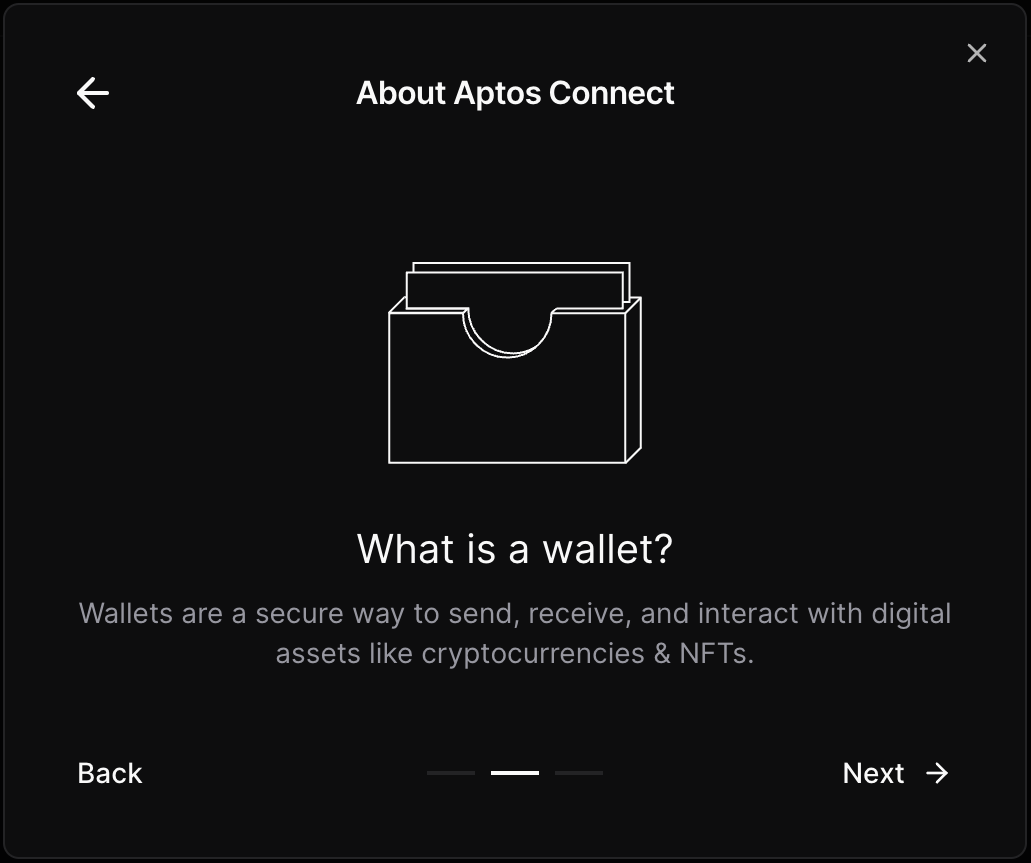 About Aptos Connect
What is a wallet?
Wallets are a secure way to send, receive, and interact with digital
assets like cryptocurrencies & NFTs.
Back
Next